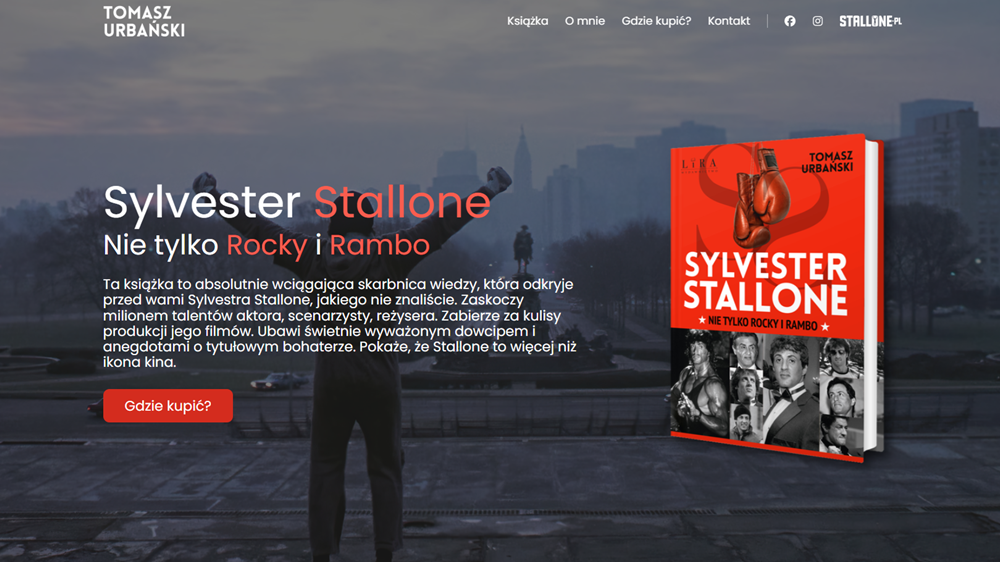 TOMASZ
URBAŃSKI
Książka O mnie Gdzie kupić? Kontakt STALLONE.PL
Sylvester Stallone
Nie tylko Rocky i Rambo
Ta książka to absolutnie wciągająca skarbnica wiedzy, która odkryje
przed wami Sylvestra Stallone, jakiego nie znaliście. Zaskoczy
milionem talentów aktora, scenarzysty, reżysera. Zabierze za kulisy
produkcji jego filmów. Ubawi świetnie wyważonym dowcipem i
anegdotami o tytułowym bohaterze. Pokaże, że Stallone to więcej niż
ikona kina.
Gdzie kupić?
LIRA
TOMASZ
URBAŃSKI
SYLVESTER
STALLONE
NIE TYLKO ROCKY I RAMBO